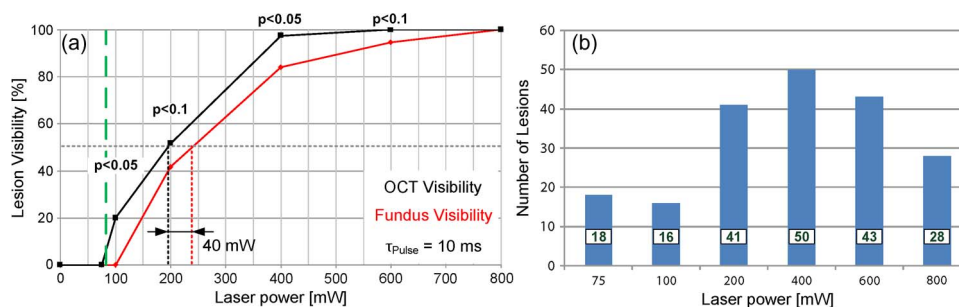 (a)
p<0.05
p<0.1
p<0.1
p<0.05
Lesion Visibility [%]
100
80
60
40
20
0
OCT Visibility
Fundus Visibility
40 mW
τPulse = 10 ms
0 100 200 300 400 500 600 700 800
Laser power [mW]
(b)
Number of Lesions
60
50
40
30
20
10
0
18 16 41 50 43 28
75 100 200 400 600 800
Laser power [mW]